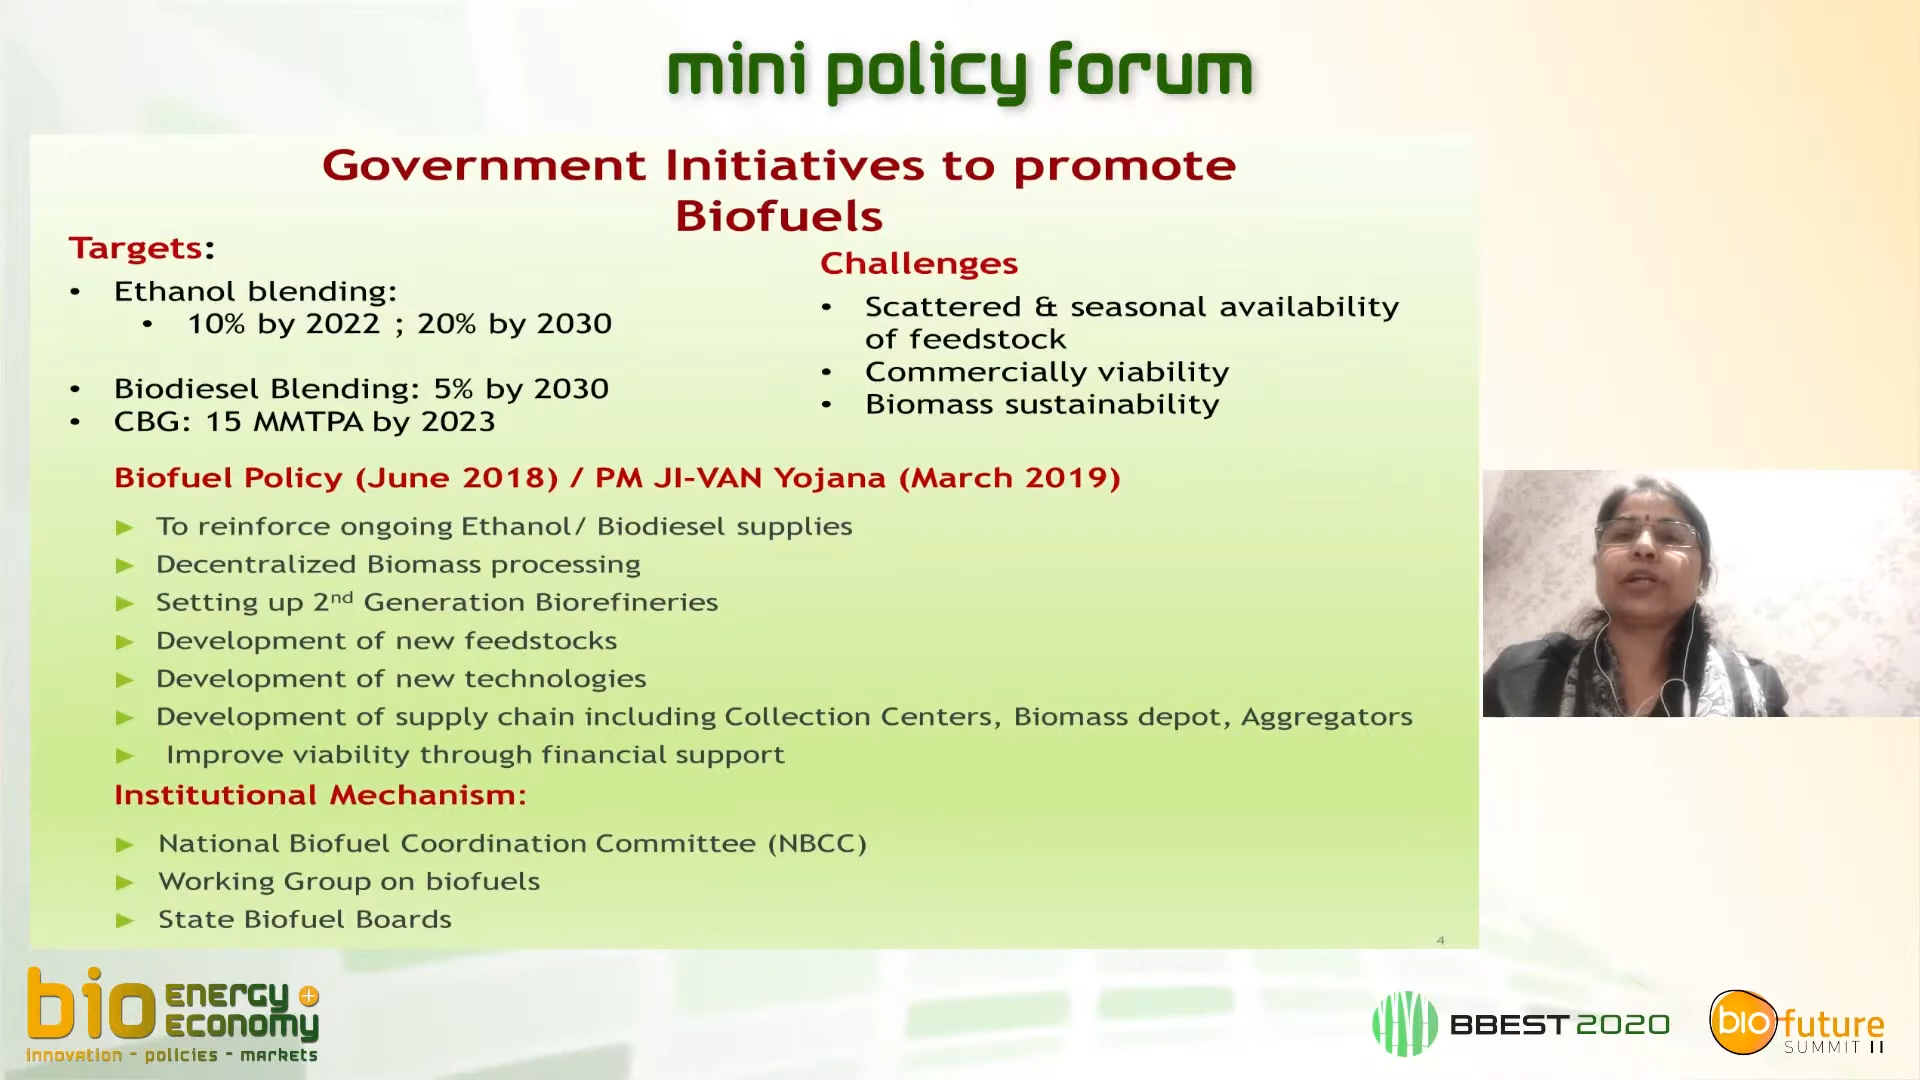 mini policy forum
Government Initiatives to promote
Biofuels
Targets:
• Ethanol blending:
• 10% by 2022 ; 20% by 2030
• Biodiesel Blending: 5% by 2030
• CBG: 15 MMTPA by 2023
Challenges
• Scattered & seasonal availability
of feedstock
• Commercially viability
• Biomass sustainability
Biofuel Policy (June 2018) / PM JI-VAN Yojana (March 2019)
► To reinforce ongoing Ethanol/ Biodiesel supplies
► Decentralized Biomass processing
► Setting up 2nd Generation Biorefineries
► Development of new feedstocks
► Development of new technologies
► Development of supply chain including Collection Centers, Biomass depot, Aggregators
► Improve viability through financial support
Institutional Mechanism:
► National Biofuel Coordination Committee (NBCC)
► Working Group on biofuels
► State Biofuel Boards
4
bio ENERGY +
ECONOMY
innovation - policies - markets
BBEST 2020
biofuture
SUMMIT II